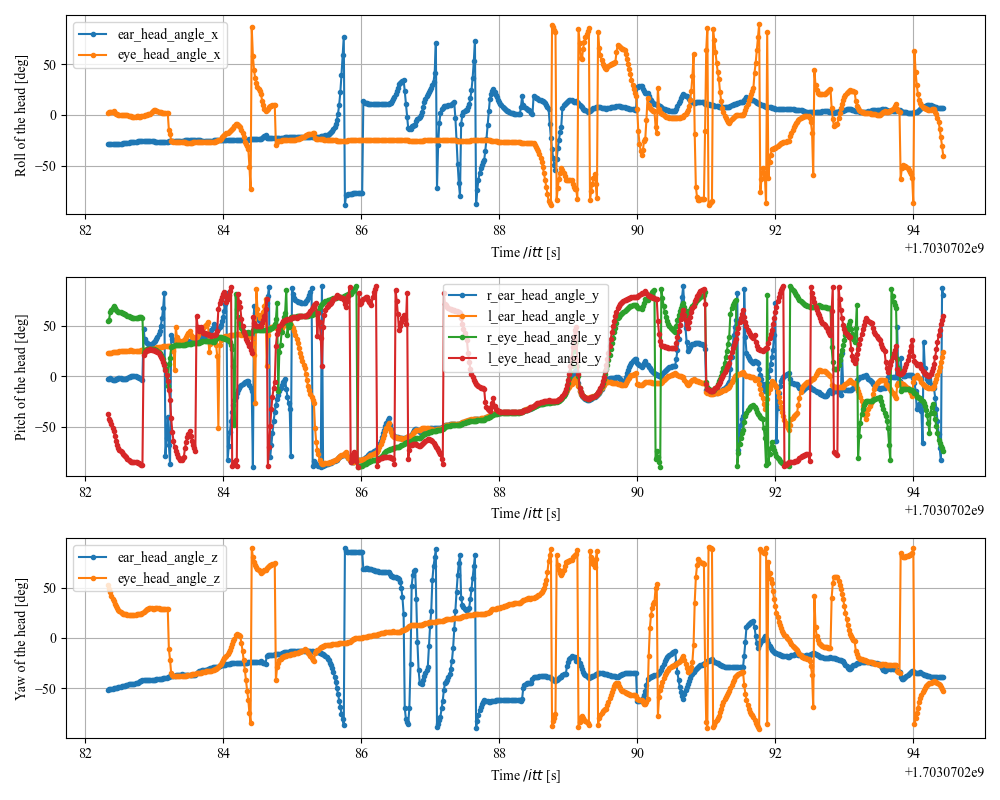 ear_head_angle_x
eye_head_angle_x
Roll of the head [deg]
50
0
−50
82 84 86 88 90 92 94
Time /itt [s]
+1.7030702e9
r_ear_head_angle_y
l_ear_head_angle_y
r_eye_head_angle_y
l_eye_head_angle_y
Pitch of the head [deg]
50
0
−50
82 84 86 88 90 92 94
Time /itt [s]
+1.7030702e9
ear_head_angle_z
eye_head_angle_z
Yaw of the head [deg]
50
0
−50
82 84 86 88 90 92 94
Time /itt [s]
+1.7030702e9